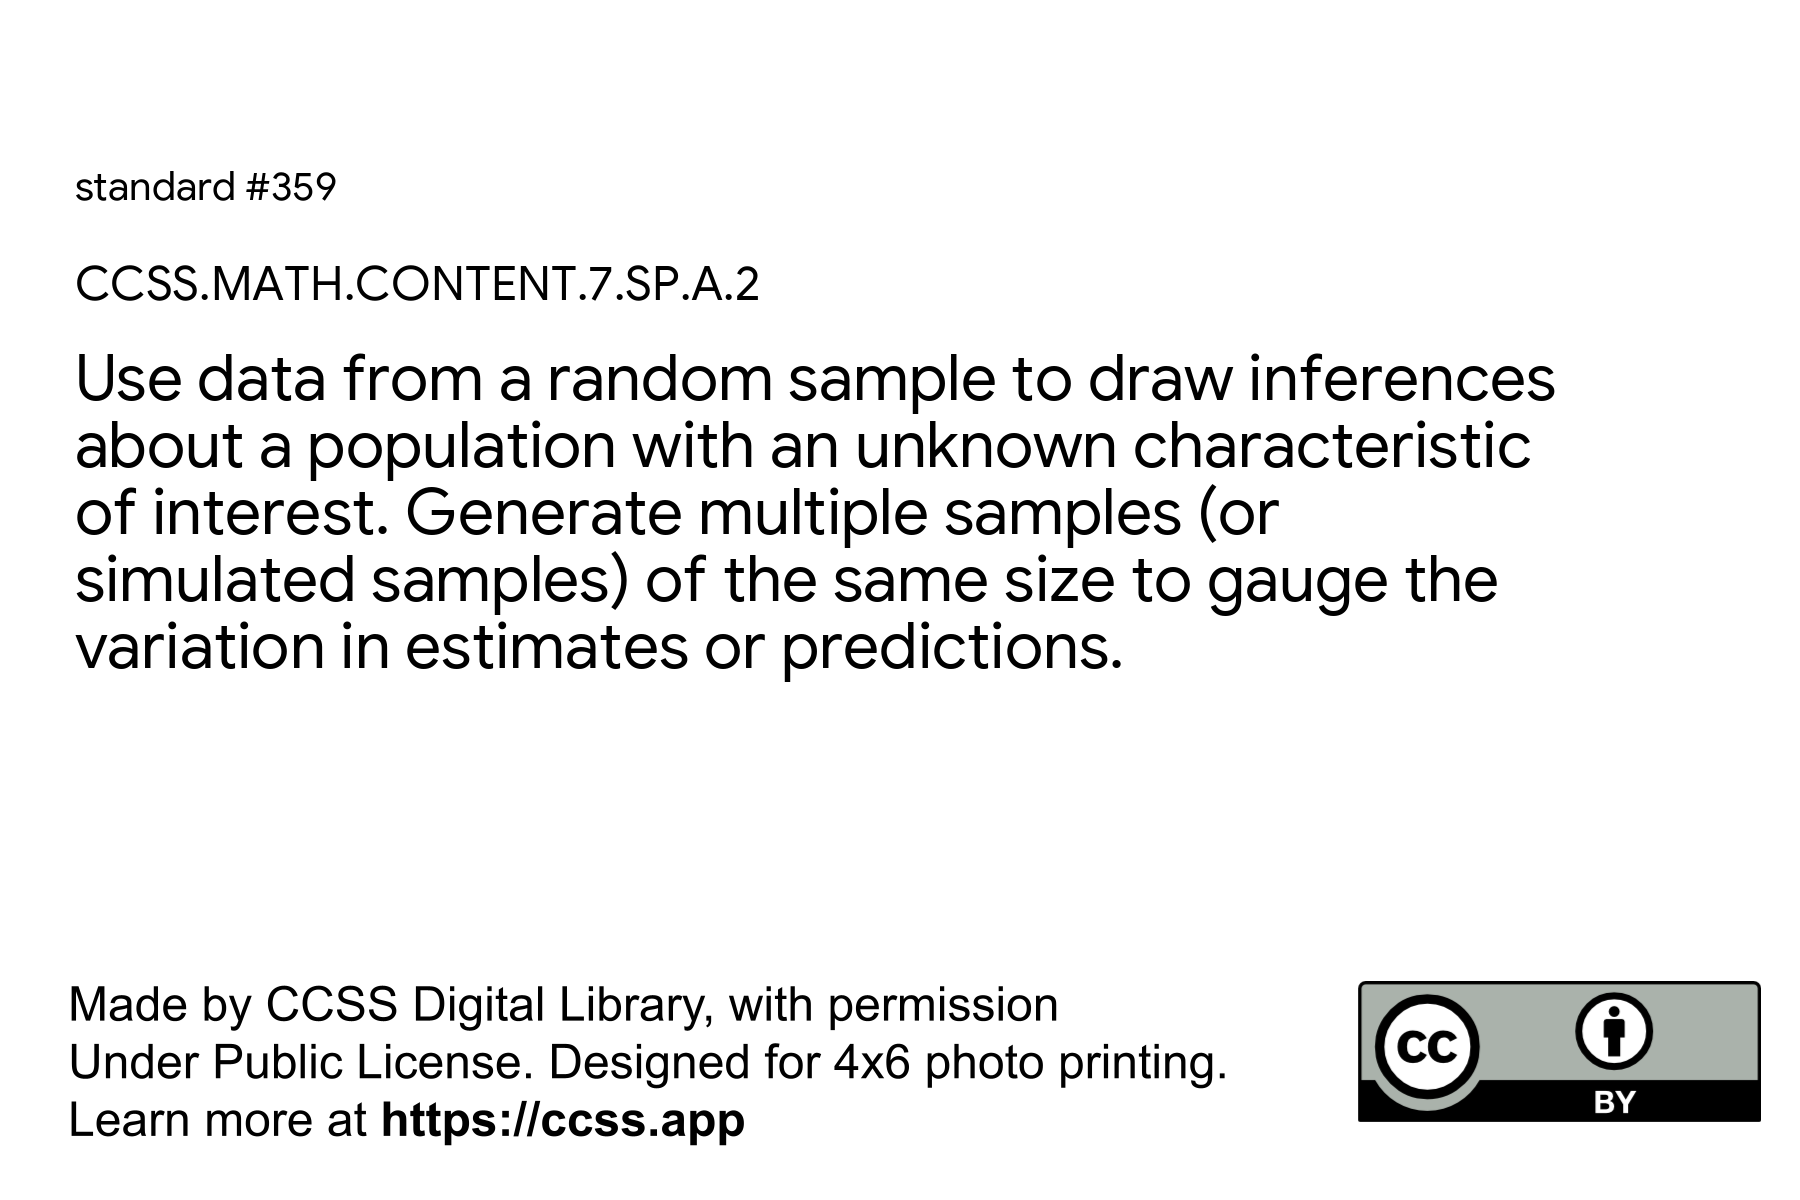 standard #359
CCSS.MATH.CONTENT.7.SP.A.2
Use data from a random sample to draw inferences
about a population with an unknown characteristic
of interest. Generate multiple samples (or
simulated samples) of the same size to gauge the
variation in estimates or predictions.
Made by CCSS Digital Library, with permission
Under Public License. Designed for 4x6 photo printing.
Learn more at https://ccss.app
CC
BY